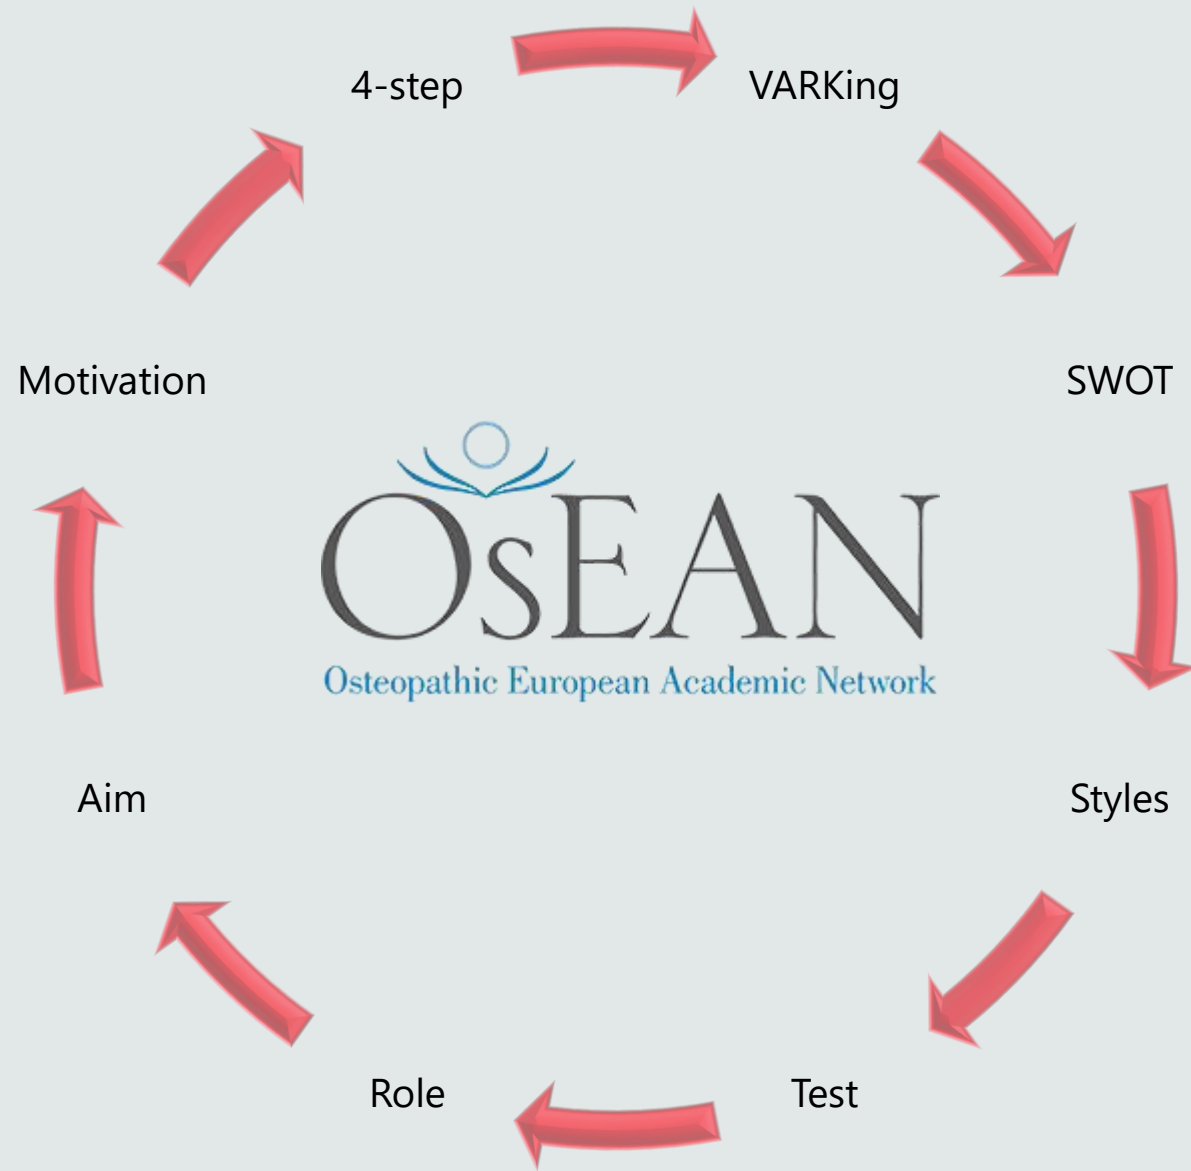 4-step
VARKing
Motivation
SWOT
OsEAN
Osteopathic European Academic Network
Aim
Styles
Role
Test